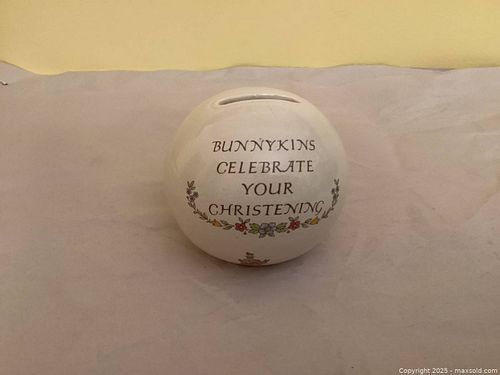 BUNNYKINS
CELEBRATE
YOUR
CHRISTENING
Copyright 2025 - maxsold.com